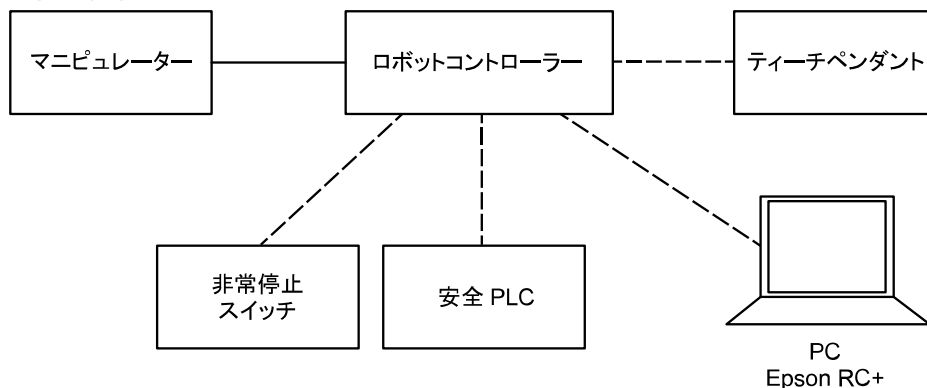 マニピュレーター
ロボットコントローラー
ティーチペンダント
非常停止
スイッチ
安全 PLC
PC
Epson RC+